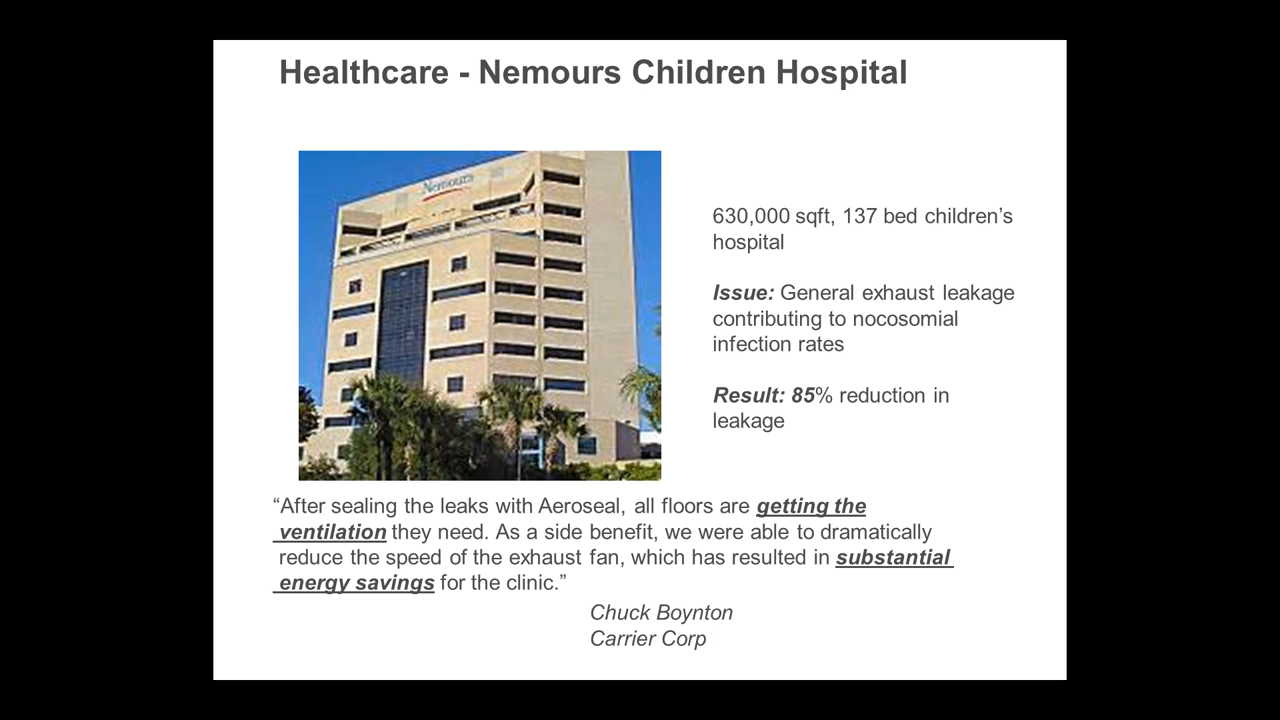 Healthcare - Nemours Children Hospital
Nemours
630,000 sqft, 137 bed children’s
hospital
Issue: General exhaust leakage
contributing to nocosomial
infection rates
Result: 85% reduction in
leakage
“After sealing the leaks with Aeroseal, all floors are getting the
ventilation they need. As a side benefit, we were able to dramatically
reduce the speed of the exhaust fan, which has resulted in substantial
energy savings for the clinic.”
Chuck Boynton
Carrier Corp